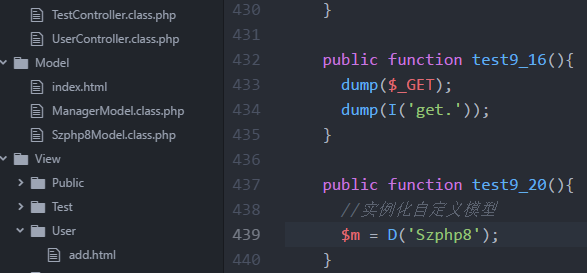 TestController.class.php
UserController.class.php
Model
index.html
ManagerModel.class.php
Szphp8Model.class.php
View
Public
Test
User
add.html
430 }
431
432 public function test9_16(){
433 dump($_GET);
434 dump(I('get.'));
435 }
436
437 public function test9_20(){
438 //实例化自定义模型
439 $m = D('Szphp8');
440 }